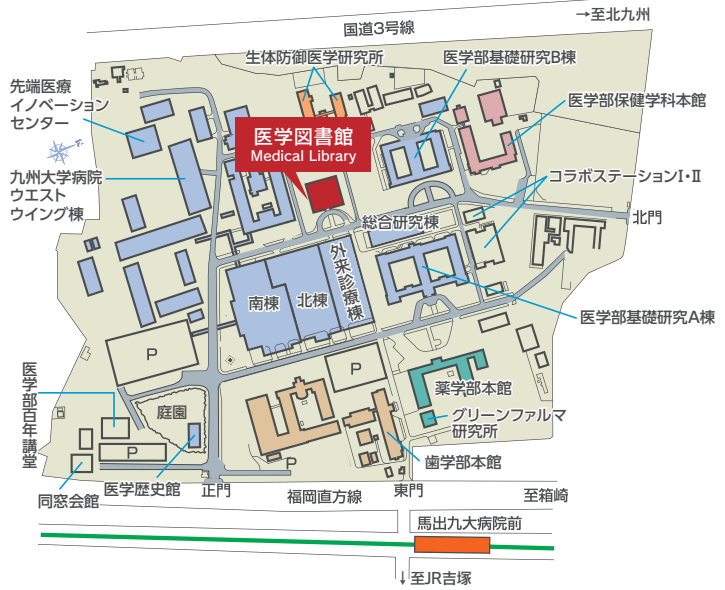 →至北九州
国道3号線
生体防御医学研究所
医学部基礎研究B棟
先端医療
イノベーション
センター
医学部保健学科本館
医学図書館
Medical Library
九州大学病院
ウエスト
ウイング棟
コラボステーションI・II
北門
総合研究棟
外来診療棟
南棟
北棟
医学部基礎研究A棟
P
P
医学部百年講堂
庭園
薬学部本館
グリーンファルマ
研究所
P
P
歯学部本館
同窓会館
医学歴史館
正門
福岡直方線
東門
至箱崎
馬出九大病院前
↓至JR吉塚